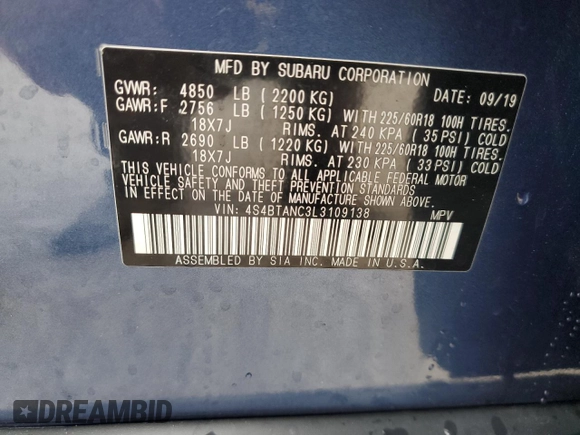 MFD BY SUBARU CORPORATION
GVWR: 4850 LB ( 2200 KG) DATE: 09/19
GAWR:F 2756 LB ( 1250 KG) WITH 225/60R18 100H TIRES.
18X7J RIMS. AT 240 KPA ( 35 PSI) COLD
GAWR:R 2690 LB ( 1220 KG) WITH 225/60R18 100H TIRES.
18X7J RIMS. AT 230 KPA ( 33 PSI) COLD
THIS VEHICLE CONFORMS TO ALL APPLICABLE FEDERAL MOTOR
VEHICLE SAFETY AND THEFT PREVENTION STANDARDS
IN EFFECT ON THE DATE OF MANUFACTURE SHOWN ABOVE.
VIN: 4S4BTANC3L3109138 MPV
ASSEMBLED BY SIA INC. MADE IN U.S.A.
DREAMBID